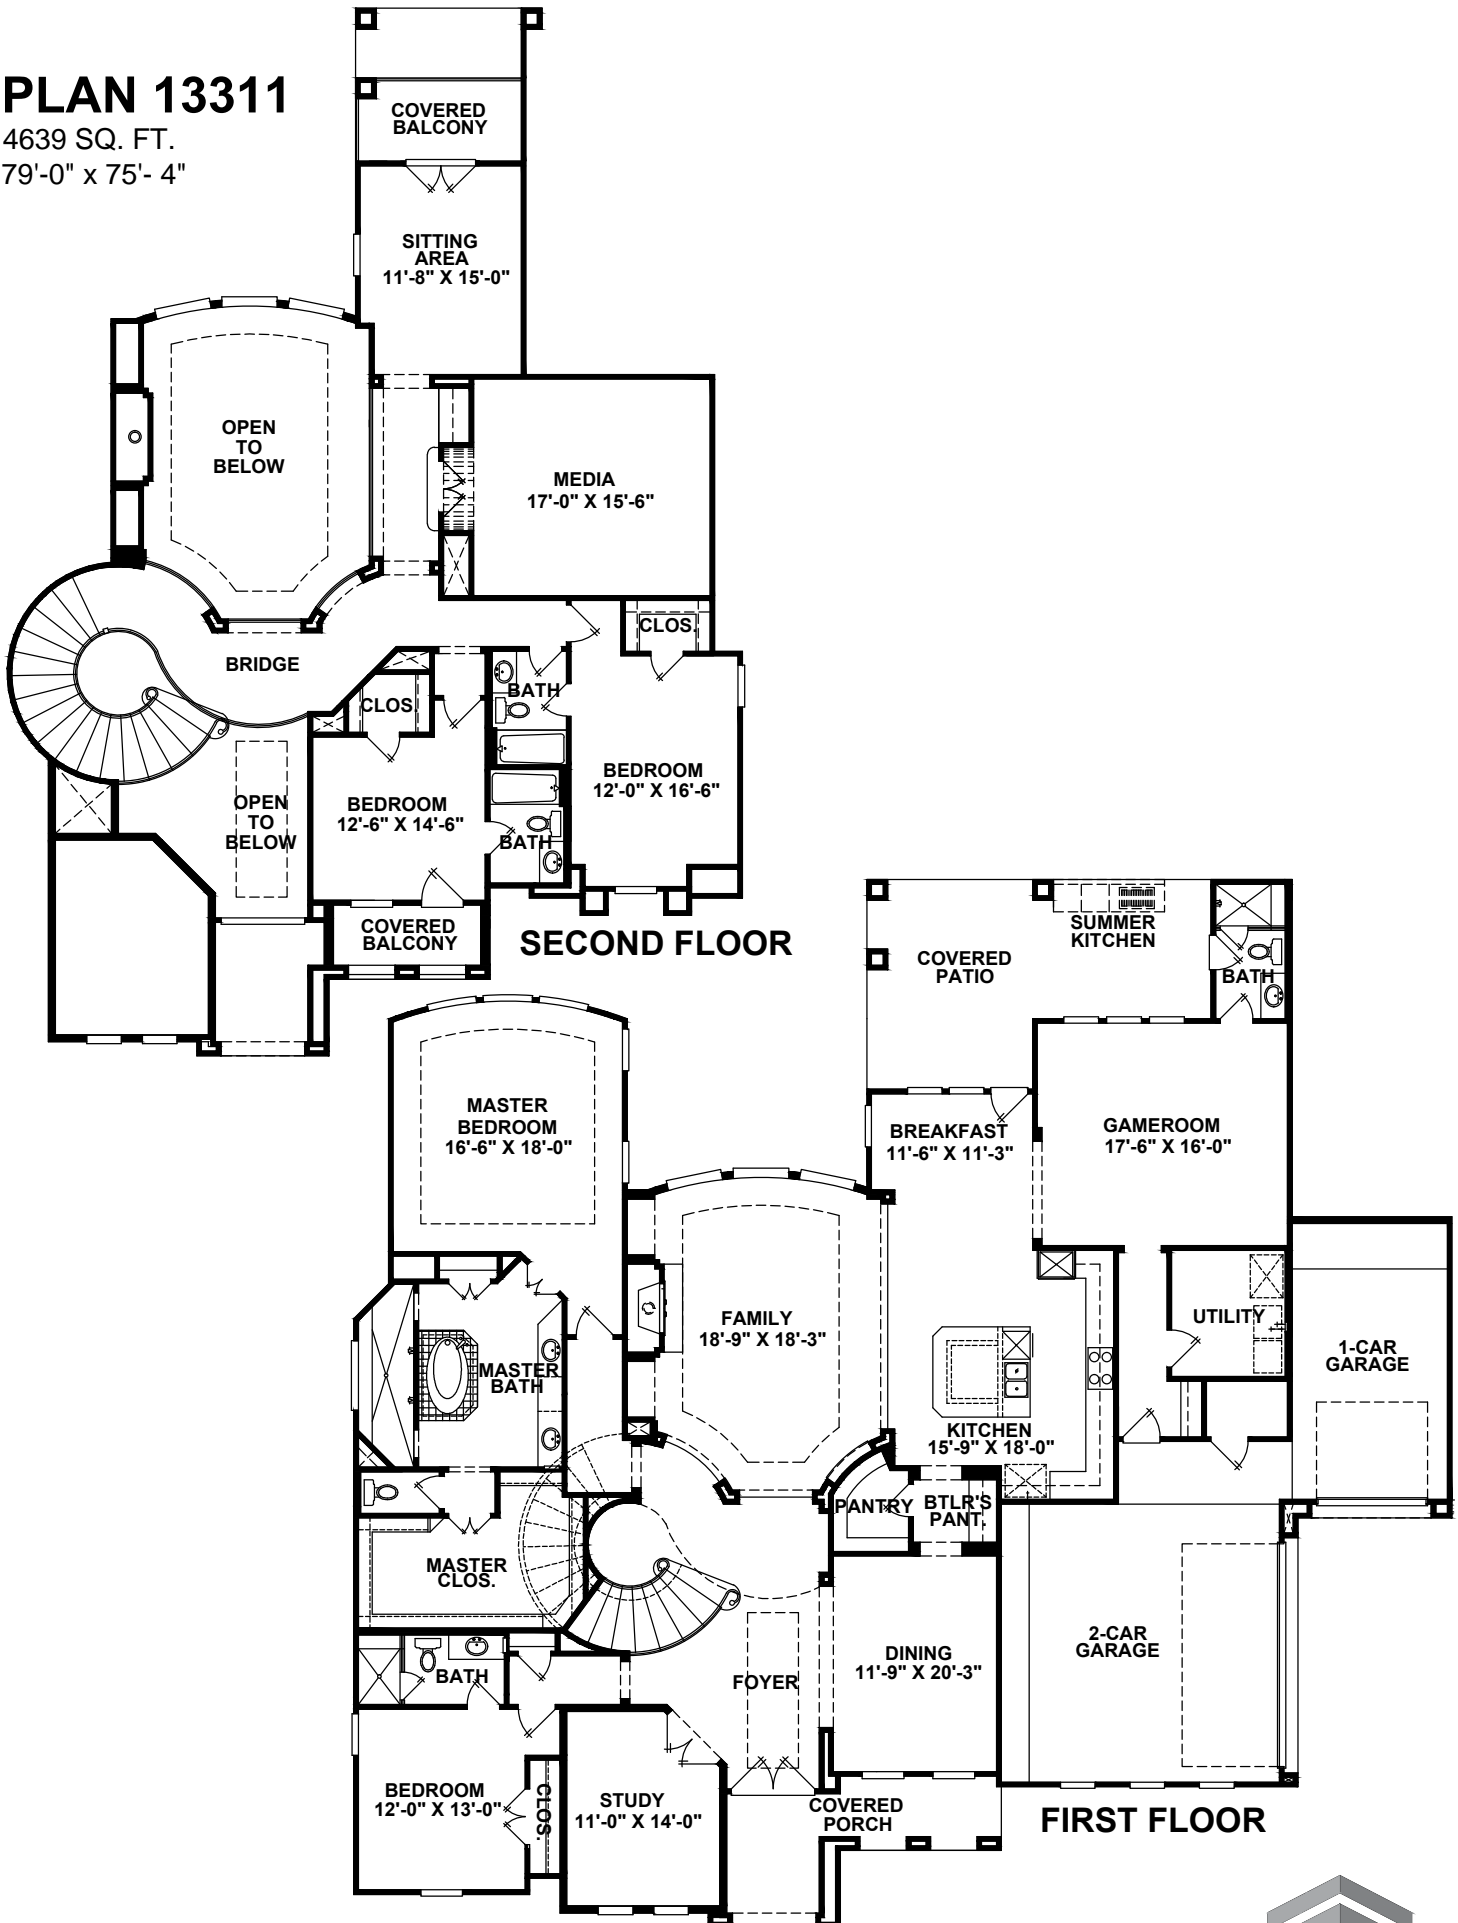 PLAN 13311
4639 SQ. FT.
79'-0" x 75'- 4"
COVERED
BALCONY
SITTING
AREA
11'-8" X 15'-0"
OPEN
TO
BELOW
MEDIA
17'-0" X 15'-6"
CLOS.
BRIDGE
BATH
CLOS.
BEDROOM
12'-0" X 16'-6"
OPEN
TO
BELOW
BEDROOM
12'-6" X 14'-6"
BATH
COVERED
BALCONY
SECOND FLOOR
SUMMER
KITCHEN
COVERED
PATIO
BATH
MASTER
BEDROOM
16'-6" X 18'-0"
BREAKFAST
11'-6" X 11'-3"
GAMEROOM
17'-6" X 16'-0"
FAMILY
18'-9" X 18'-3"
UTILITY
1-CAR
GARAGE
MASTER
BATH
KITCHEN
15'-9" X 18'-0"
PANTRY
BTLR'S
PANT.
MASTER
CLOS.
2-CAR
GARAGE
DINING
11'-9" X 20'-3"
BATH
FOYER
BEDROOM
12'-0" X 13'-0"
CLOS.
STUDY
11'-0" X 14'-0"
COVERED
PORCH
FIRST FLOOR